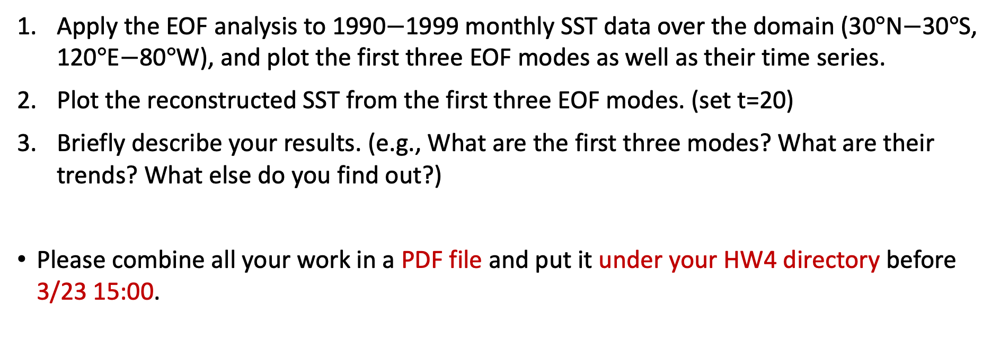 1. Apply the EOF analysis to 1990–1999 monthly SST data over the domain (30°N–30°S,
120°E–80°W), and plot the first three EOF modes as well as their time series.
2. Plot the reconstructed SST from the first three EOF modes. (set t=20)
3. Briefly describe your results. (e.g., What are the first three modes? What are their
trends? What else do you find out?)
• Please combine all your work in a PDF file and put it under your HW4 directory before
3/23 15:00.